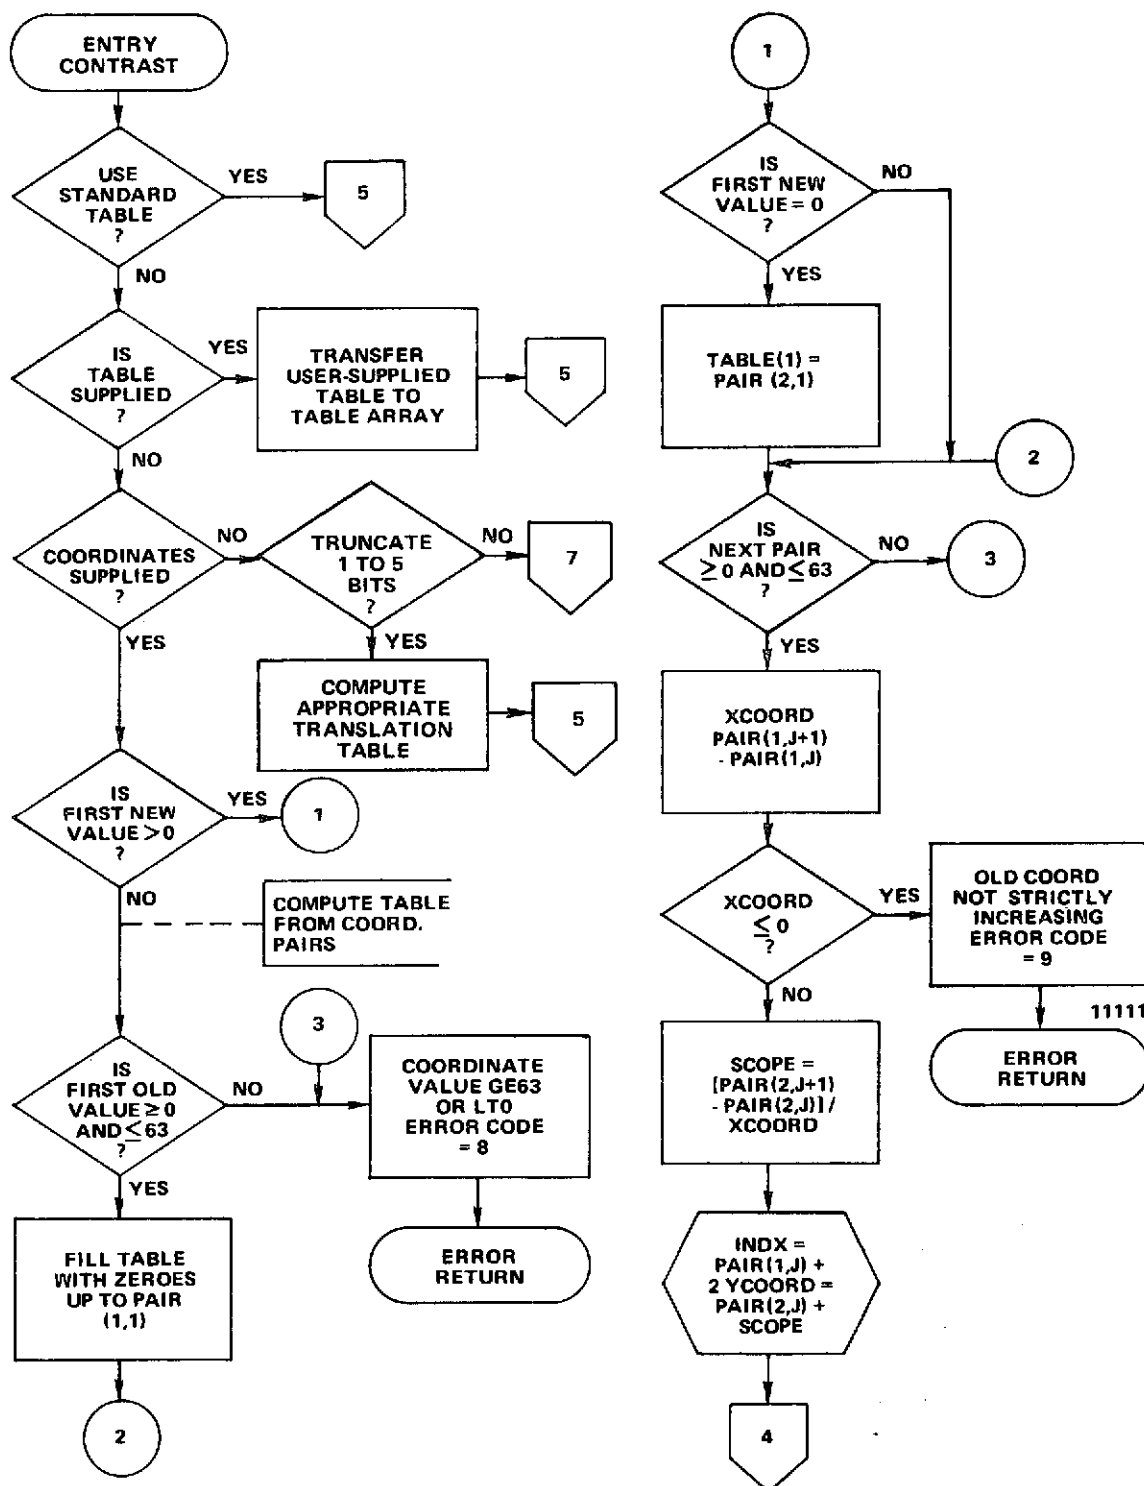 ENTRY
CONTRAST
USE
STANDARD
TABLE
?
YES
5
NO
IS
TABLE
SUPPLIED
?
YES
TRANSFER
USER-SUPPLIED
TABLE TO
TABLE ARRAY
5
NO
COORDINATES
SUPPLIED
?
NO
TRUNCATE
1 TO 5
BITS
?
NO
7
YES
YES
COMPUTE
APPROPRIATE
TRANSLATION
TABLE
5
IS
FIRST NEW
VALUE >0
?
YES
1
NO
COMPUTE TABLE
FROM COORD.
PAIRS
3
IS
FIRST OLD
VALUE ≥0
AND ≤63
?
NO
COORDINATE
VALUE GE63
OR LT0
ERROR CODE
= 8
YES
ERROR
RETURN
FILL TABLE
WITH ZEROES
UP TO PAIR
(1,1)
2
1
IS
FIRST NEW
VALUE = 0
?
NO
YES
TABLE(1) =
PAIR (2,1)
2
IS
NEXT PAIR
≥0 AND ≤63
?
NO
3
YES
XCOORD
PAIR(1,J+1)
- PAIR(1,J)
XCOORD
≤ 0
?
YES
OLD COORD
NOT STRICTLY
INCREASING
ERROR CODE
= 9
NO
11111
ERROR
RETURN
SCOPE =
[PAIR(2,J+1)
- PAIR(2,J)] /
XCOORD
INDX =
PAIR(1,J) +
2 YCOORD =
PAIR(2,J) +
SCOPE
4